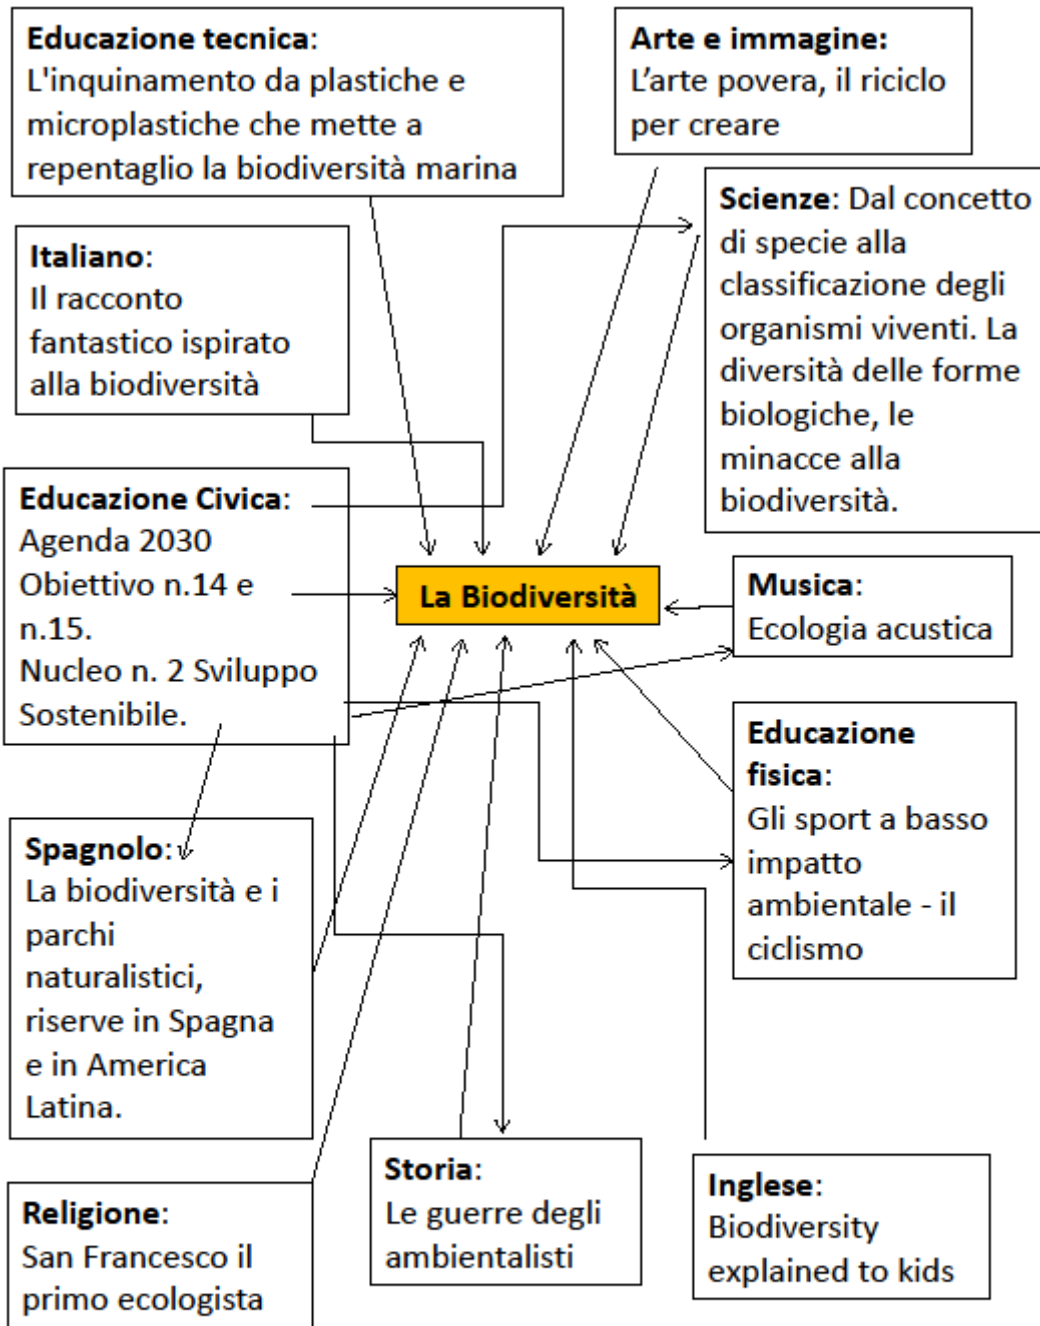 Educazione tecnica:
L'inquinamento da plastiche e
microplastiche che mette a
repentaglio la biodiversità marina
Arte e immagine:
L’arte povera, il riciclo
per creare
Scienze: Dal concetto
di specie alla
classificazione degli
organismi viventi. La
diversità delle forme
biologiche, le
minacce alla
biodiversità.
Italiano:
Il racconto
fantastico ispirato
alla biodiversità
Educazione Civica:
Agenda 2030
Obiettivo n.14 e
n.15.
Nucleo n. 2 Sviluppo
Sostenibile.
La Biodiversità
Musica:
Ecologia acustica
Educazione
fisica:
Gli sport a basso
impatto
ambientale - il
ciclismo
Spagnolo:
La biodiversità e i
parchi
naturalistici,
riserve in Spagna
e in America
Latina.
Religione:
San Francesco il
primo ecologista
Storia:
Le guerre degli
ambientalisti
Inglese:
Biodiversity
explained to kids